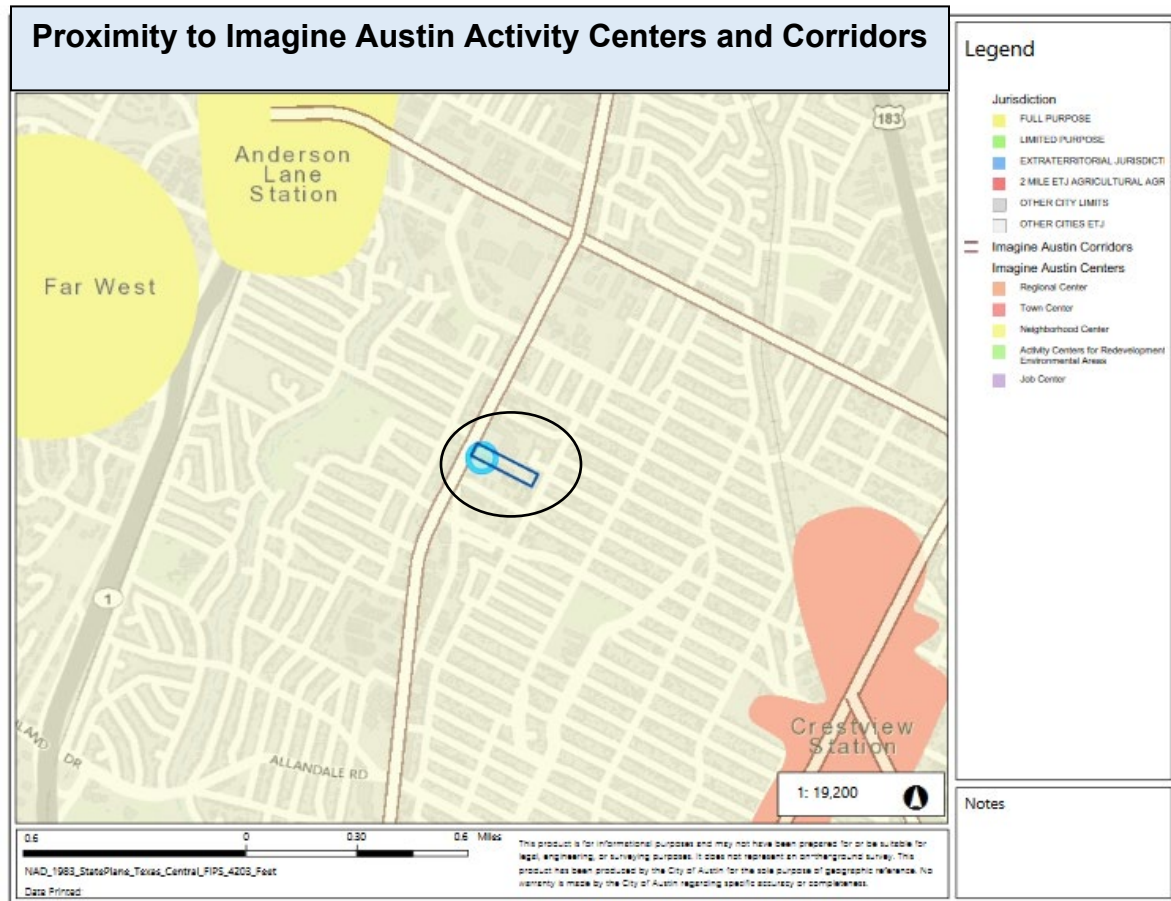 Proximity to Imagine Austin Activity Centers and Corridors
Anderson
Lane
Station
183
Far West
1
LAND DR
ALLANDALE RD
Crestview
Station
1: 19,200
Legend
Jurisdiction
FULL PURPOSE
LIMITED PURPOSE
EXTRATERRITORIAL JURISDICTI
2 MILE ETJ AGRICULTURAL AGR
OTHER CITY LIMITS
OTHER CITIES ETJ
Imagine Austin Corridors
Imagine Austin Centers
Regional Center
Town Center
Neighborhood Center
Activity Centers for Redevelopment
Environmental Areas
Job Center
Notes
0.6 0 0.30 0.6 Miles
NAD_1983_StatePlane_Texas_Central_FIPS_4203_Feet
Date Printed:
This product is for informational purposes and may not have been prepared for or be suitable for
legal, engineering, or surveying purposes. It does not represent an on-the-ground survey. This
product has been produced by the City of Austin for the sole purpose of geographic reference. No
warranty is made by the City of Austin regarding specific accuracy or completeness.